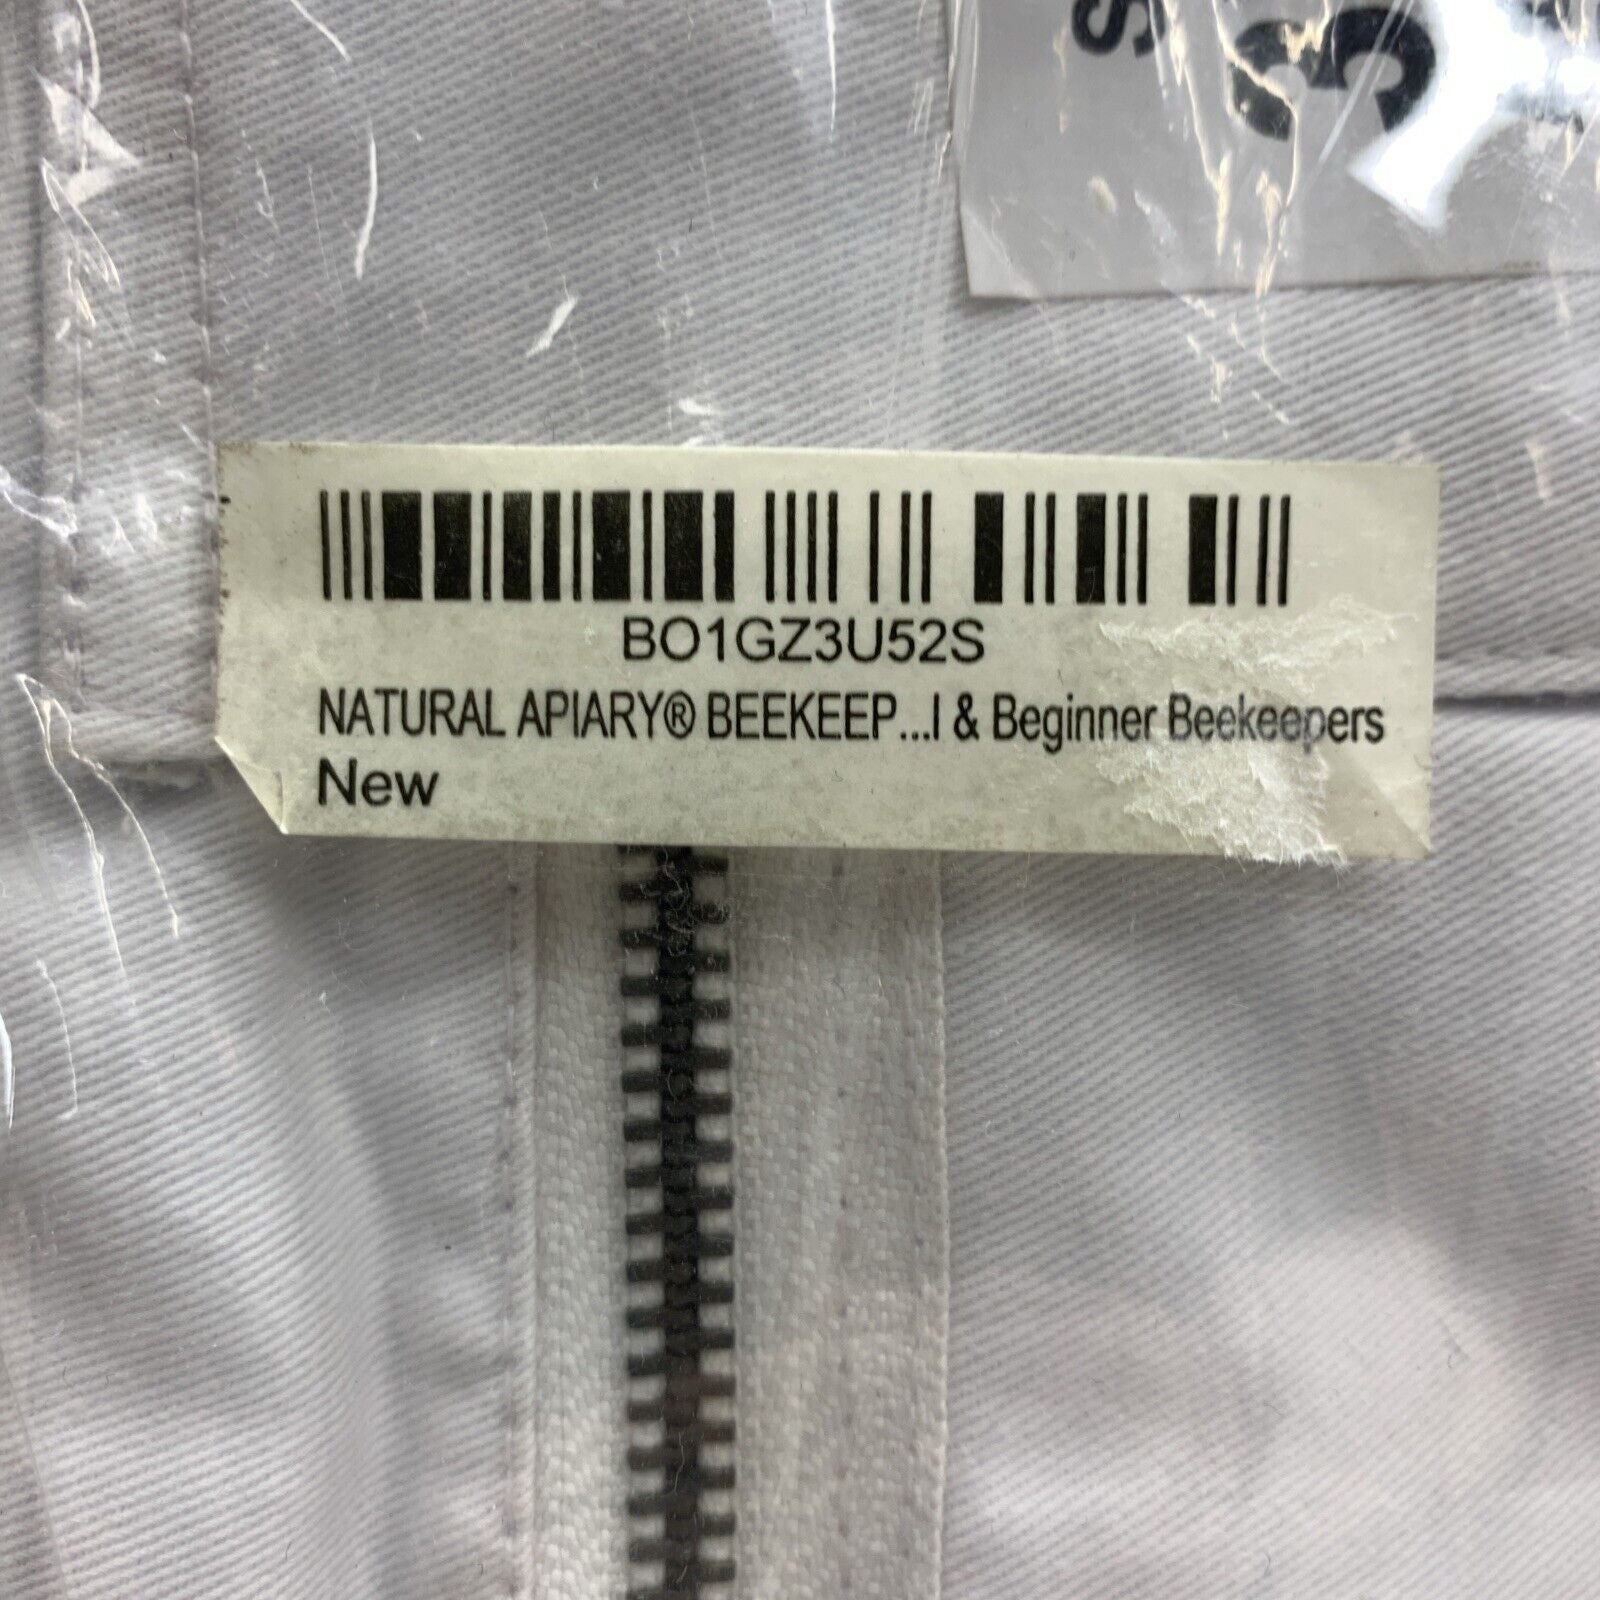 BO1GZ3U52S
NATURAL APIARY® BEEKEEP...I & Beginner Beekeepers
New